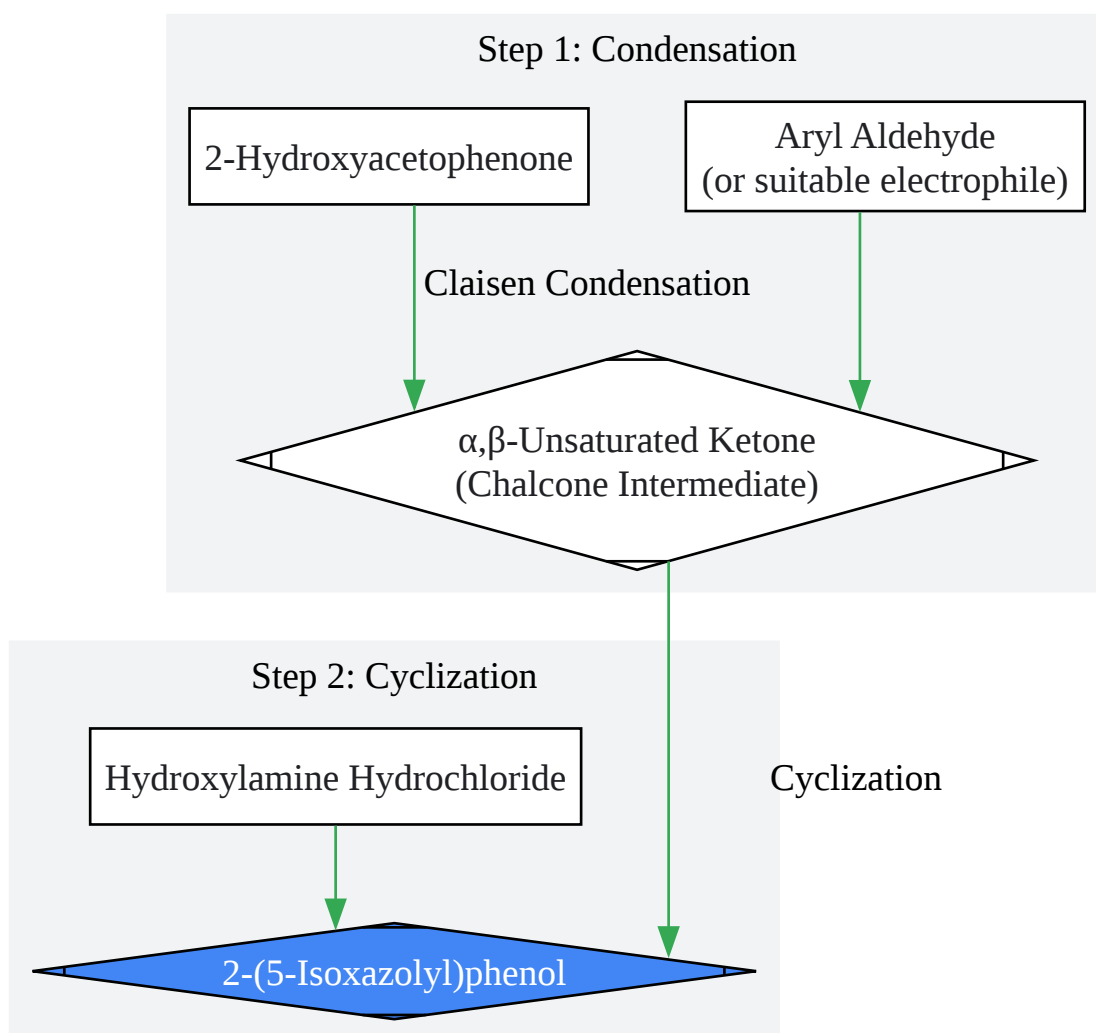 Step 1: Condensation
2-Hydroxyacetophenone
Aryl Aldehyde
(or suitable electrophile)
Claisen Condensation
α,β-Unsaturated Ketone
(Chalcone Intermediate)
Step 2: Cyclization
Hydroxylamine Hydrochloride
Cyclization
2-(5-Isoxazolyl)phenol